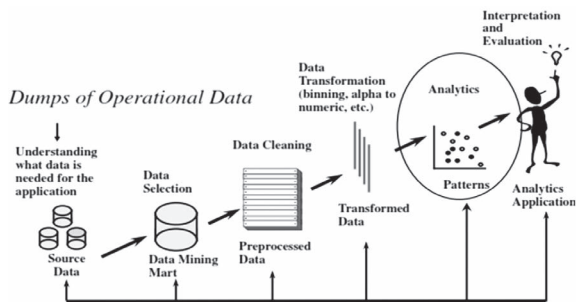 Interpretation
and
Evaluation
Data
Transformation
(binning, alpha to
numeric, etc.)
Analytics
Dumps of Operational Data
Understanding
what data is
needed for the
application
Data
Selection
Data Cleaning
Patterns
Analytics
Application
Transformed
Data
Preprocessed
Data
Source
Data
Data Mining
Mart